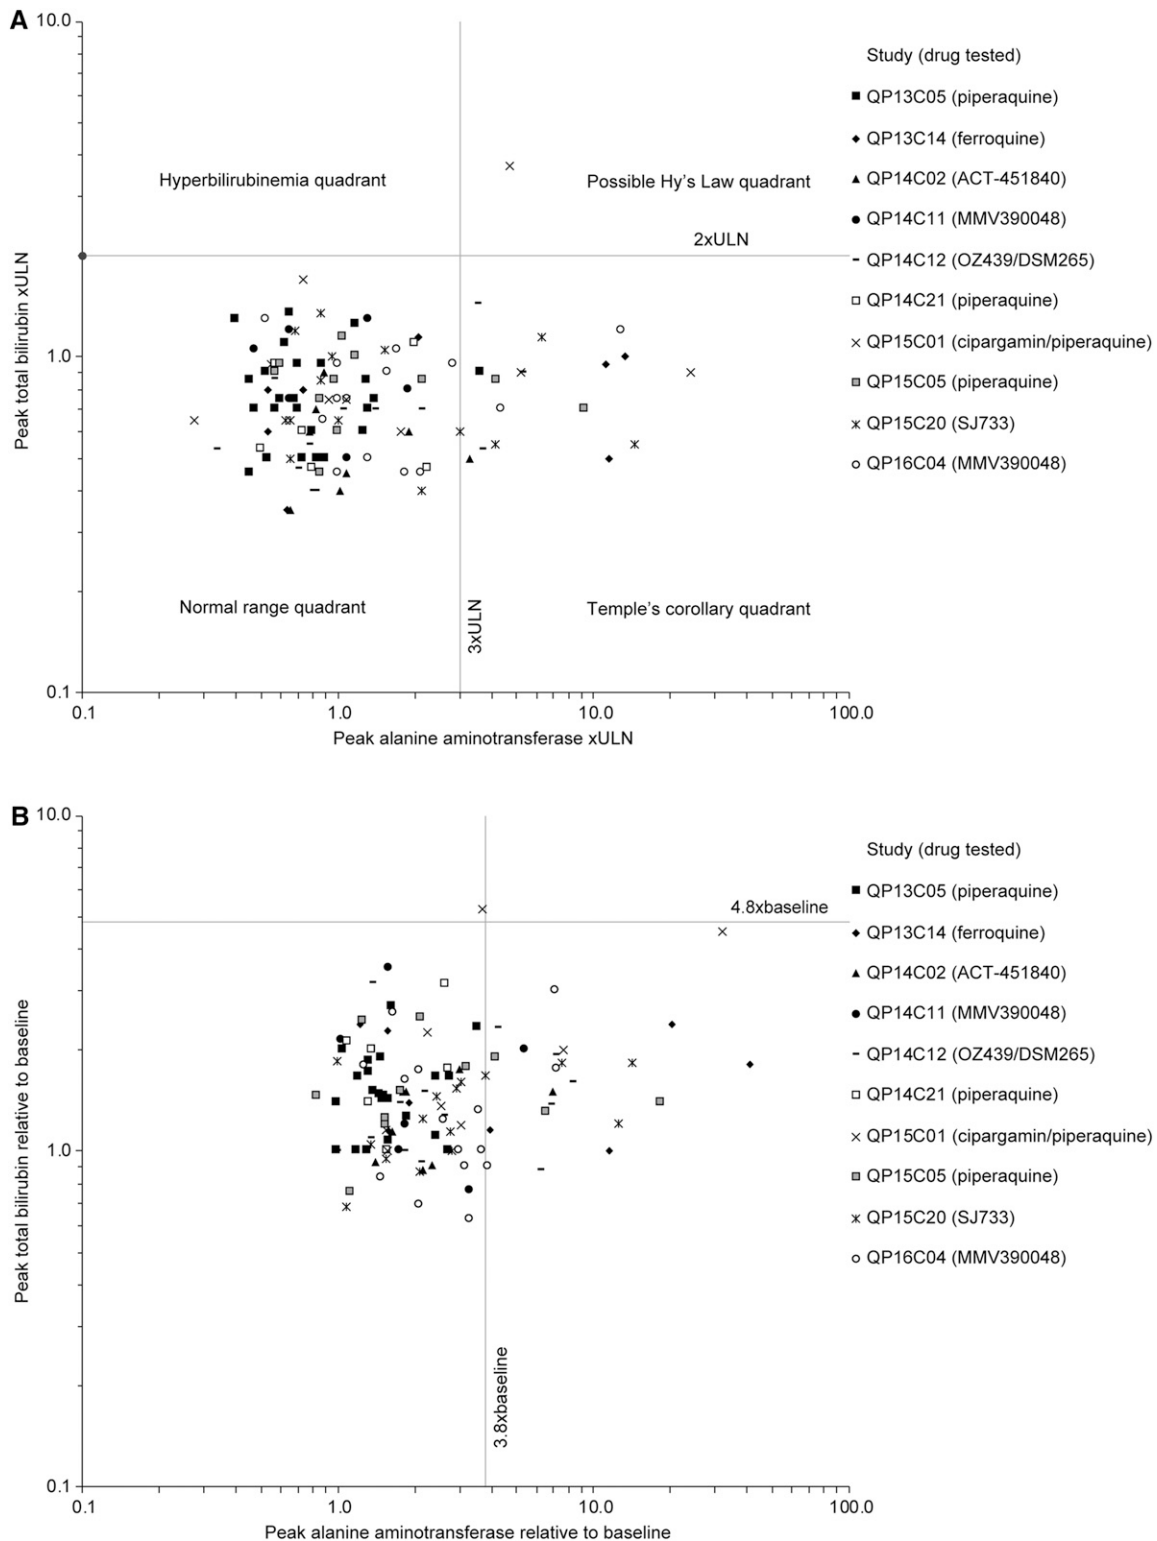 A
10.0
Study (drug tested)
QP13C05 (piperaquine)
QP13C14 (ferroquine)
QP14C02 (ACT-451840)
Hyperbilirubinemia quadrant
Possible Hy's Law quadrant
QP14C11 (MMV390048)
2xULN
QP14C12 (OZ439/DSM265)
QP14C21 (piperaquine)
QP15C01 (cipargamin/piperaquine)
1.0
QP15C05 (piperaquine)
QP15C20 (SJ733)
QP16C04 (MMV390048)
Peak total bilirubin xULN
Normal range quadrant
3xULN
Temple's corollary quadrant
0.1
0.1
1.0
10.0
100.0
Peak alanine aminotransferase xULN
B
10.0
Study (drug tested)
QP13C05 (piperaquine)
4.8xbaseline
QP13C14 (ferroquine)
QP14C02 (ACT-451840)
QP14C11 (MMV390048)
QP14C12 (OZ439/DSM265)
QP14C21 (piperaquine)
QP15C01 (cipargamin/piperaquine)
1.0
QP15C05 (piperaquine)
QP15C20 (SJ733)
QP16C04 (MMV390048)
Peak total bilirubin relative to baseline
3.8xbaseline
0.1
0.1
1.0
10.0
100.0
Peak alanine aminotransferase relative to baseline